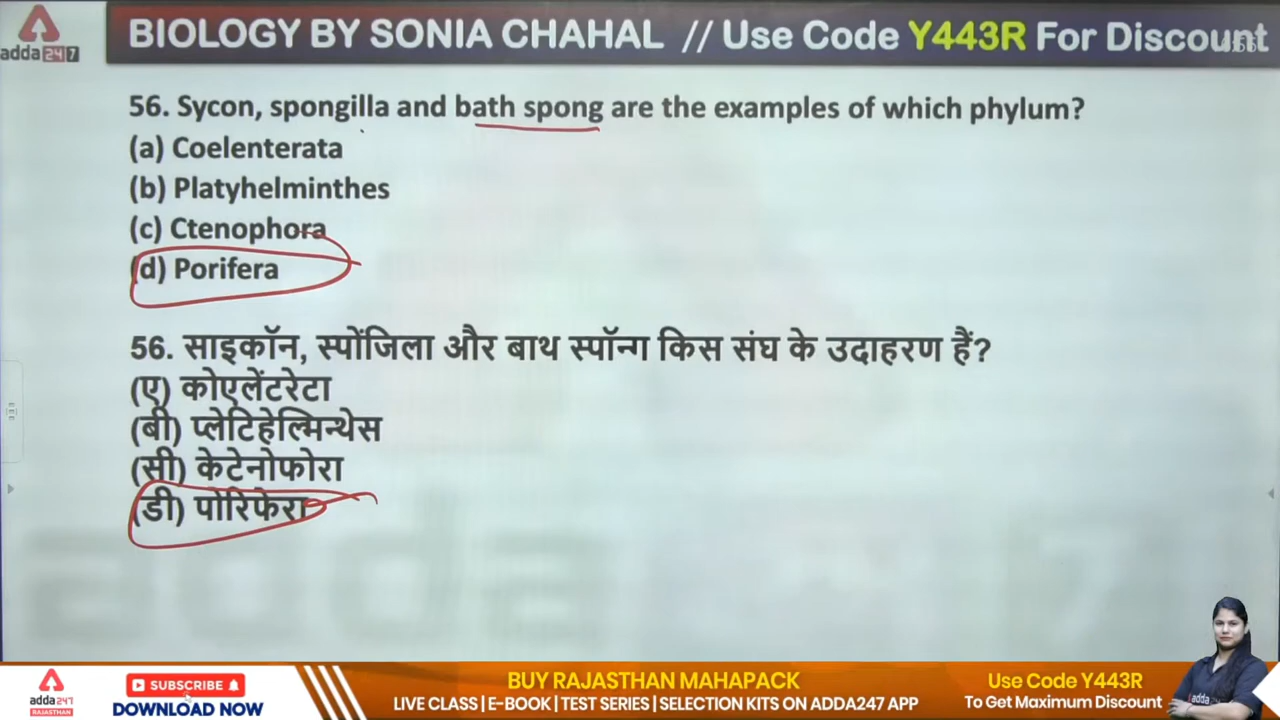 adda247
BIOLOGY BY SONIA CHAHAL // Use Code Y443R For Discount
56. Sycon, spongilla and bath spong are the examples of which phylum?
(a) Coelenterata
(b) Platyhelminthes
(c) Ctenophora
(d) Porifera
56. साइकॉन, स्पोंजिला और बाथ स्पॉन्ग किस संघ के उदाहरण हैं?
(ए) कोएलेंटरेटा
(बी) प्लेटिहेल्मिन्थेस
(सी) केटेनोफोरा
(डी) पोरिफेरा
adda
7
adda247
RAJASTHAN
SUBSCRIBE
DOWNLOAD NOW
BUY RAJASTHAN MAHAPACK
LIVE CLASS | E-BOOK | TEST SERIES | SELECTION KITS ON ADDA247 APP
Use Code Y443R
To Get Maximum Discount